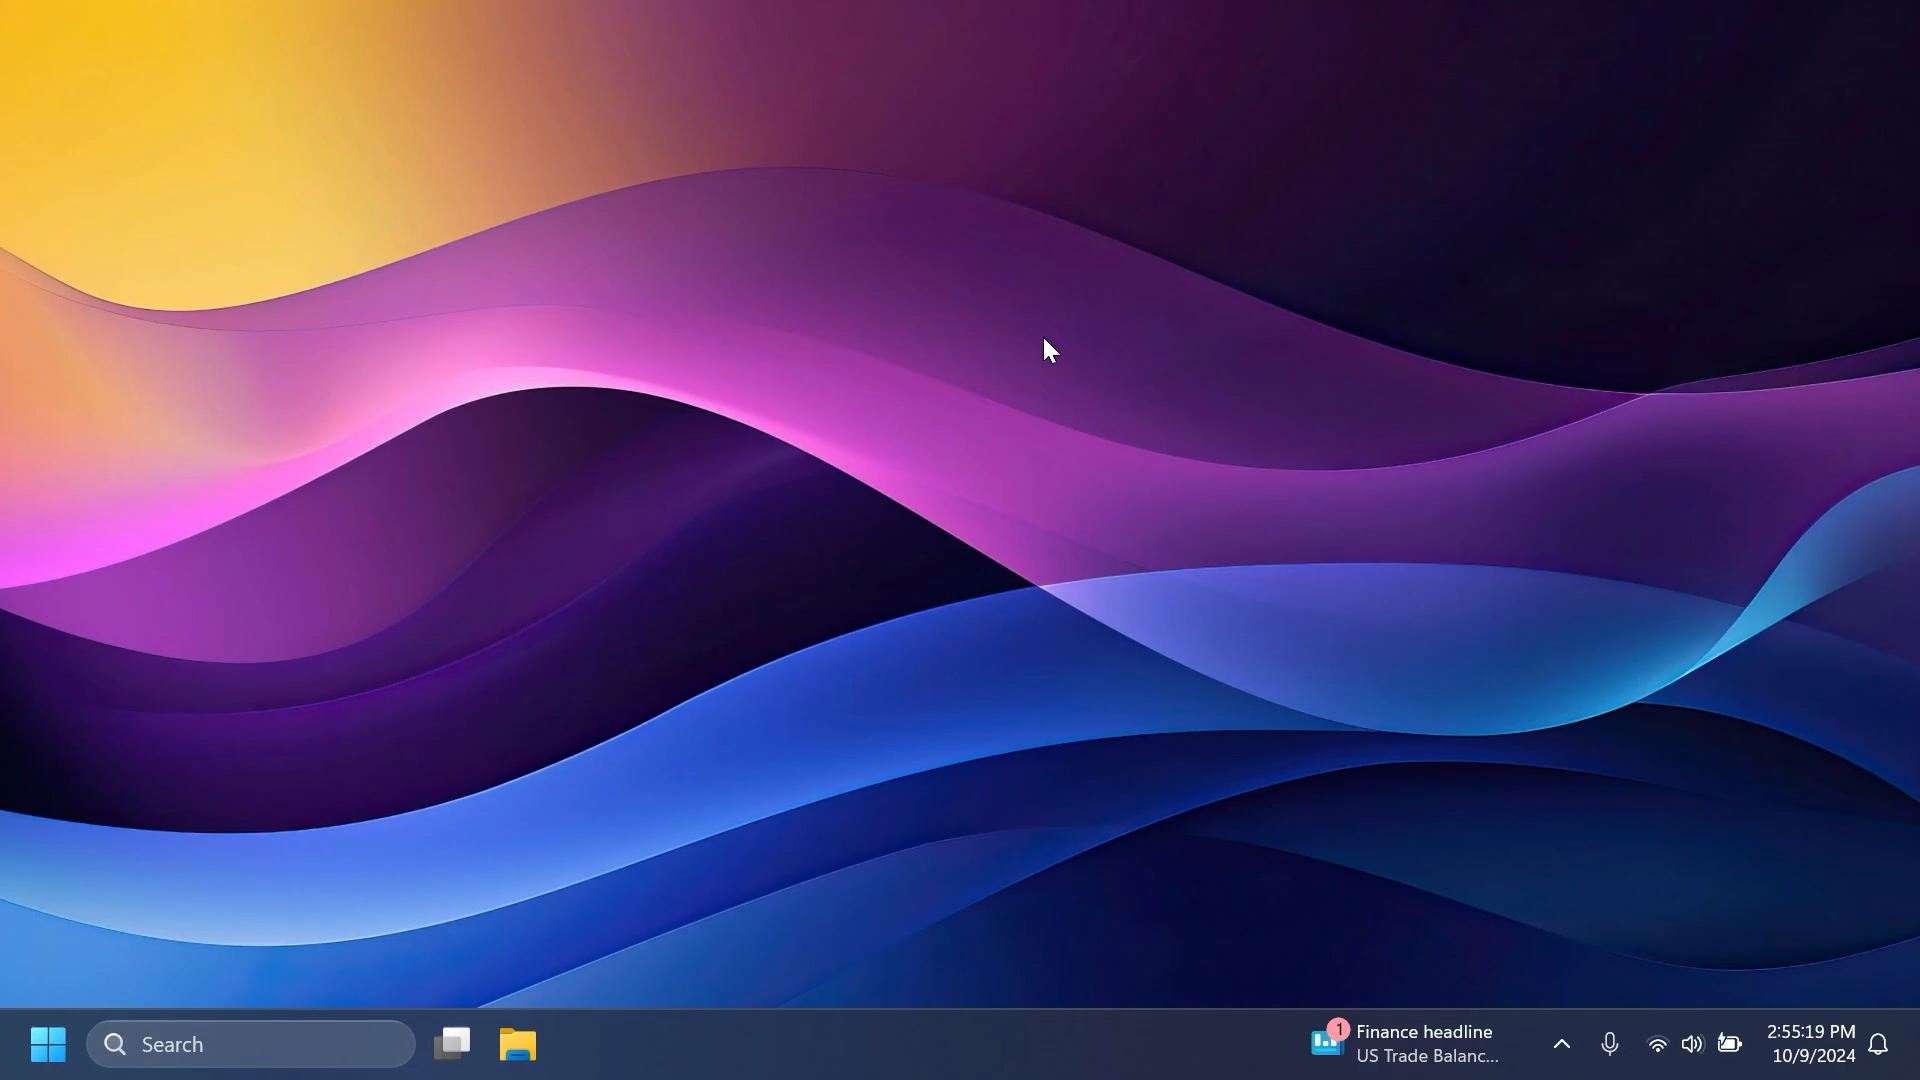 Search
1
Finance headline
US Trade Balanc...
2:55:19 PM
10/9/2024